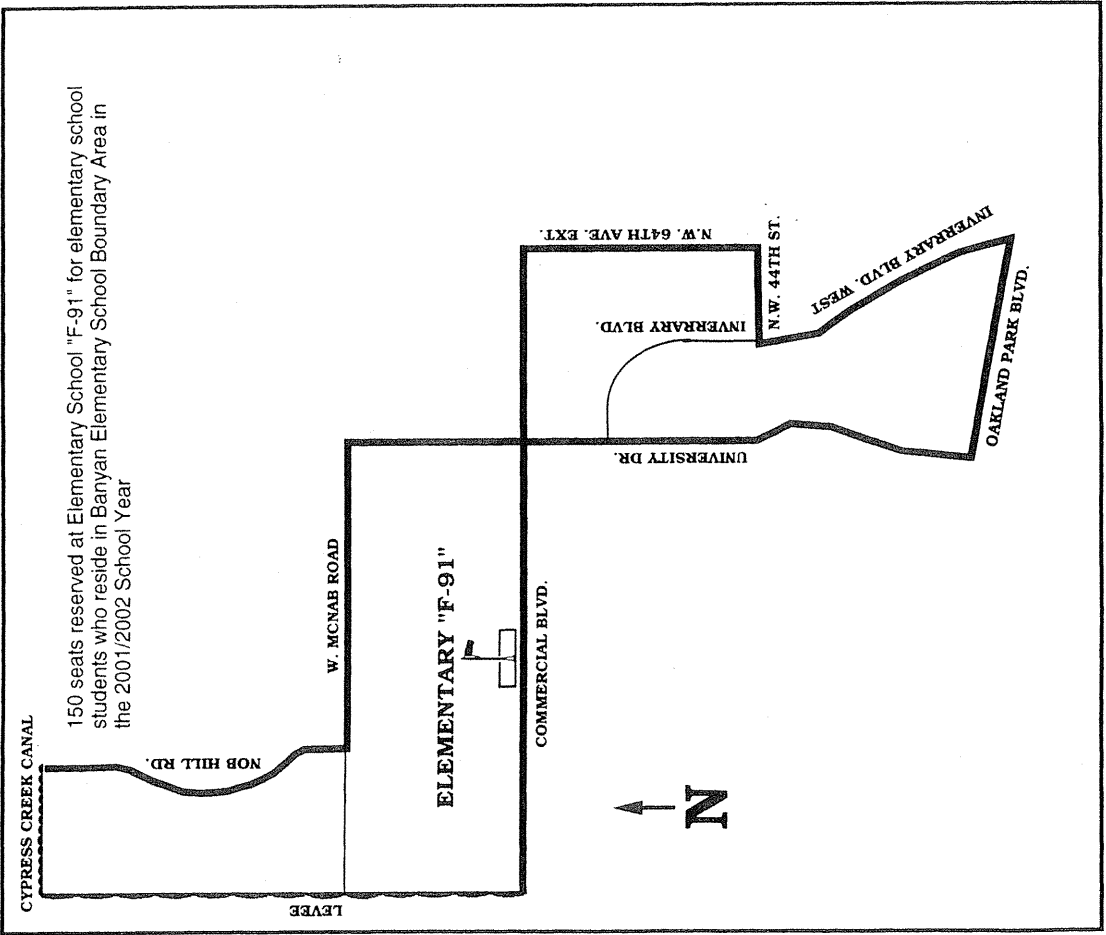 150 seats reserved at Elementary School "F-91" for elementary school
students who reside in Banyan Elementary School Boundary Area in
the 2001/2002 School Year
CYPRESS CREEK CANAL
NOB HILL RD.
LEVEE
W. MCNAB ROAD
ELEMENTARY "F-91"
COMMERCIAL BLVD.
N
UNIVERSITY DR.
INVERRARY BLVD.
N.W. 64TH AVE. EXT.
N.W. 44TH ST.
INVERRARY BLVD. WEST
OAKLAND PARK BLVD.